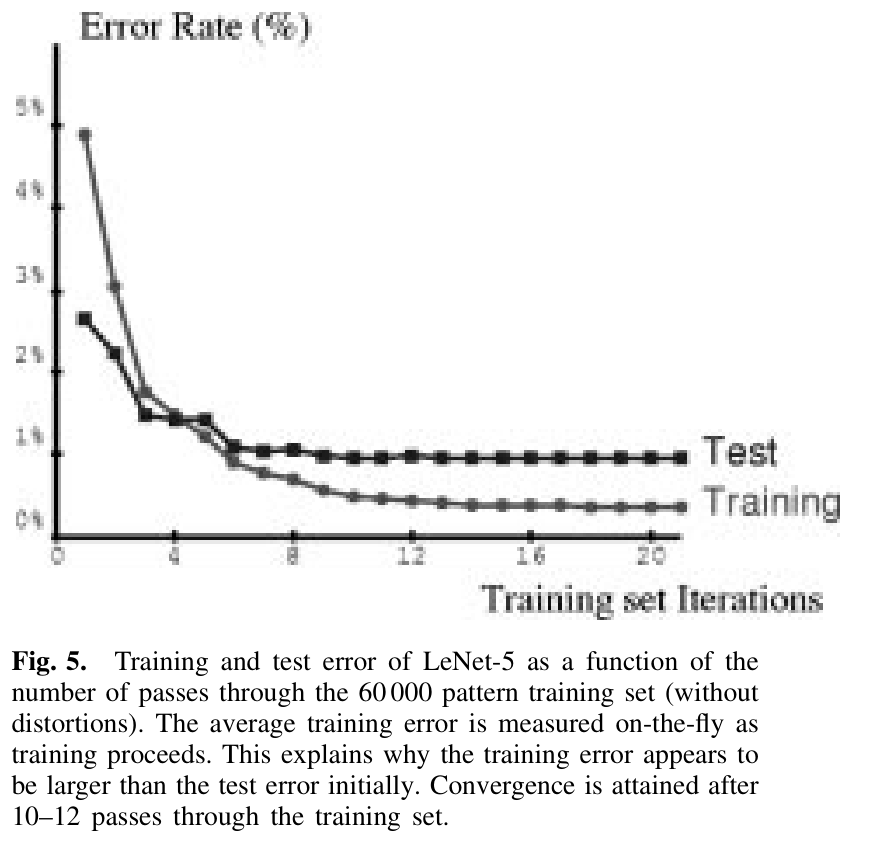 Error Rate (%)
5%
4%
3%
2%
1%
0%
0 4 8 12 16 20
Test
Training
Training set Iterations
Fig. 5. Training and test error of LeNet-5 as a function of the
number of passes through the 60 000 pattern training set (without
distortions). The average training error is measured on-the-fly as
training proceeds. This explains why the training error appears to
be larger than the test error initially. Convergence is attained after
10–12 passes through the training set.